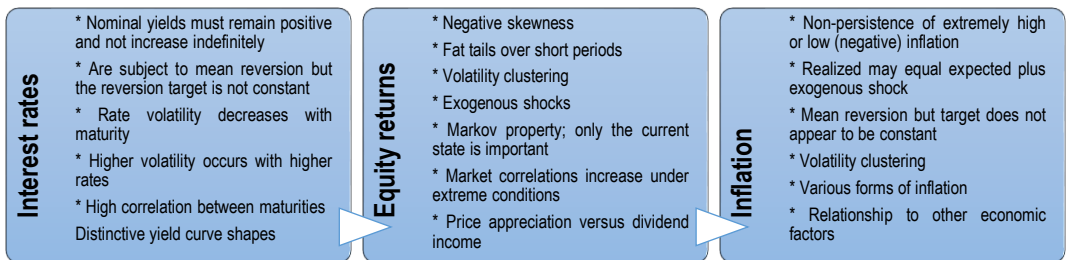 Interest rates
* Nominal yields must remain positive
and not increase indefinitely
* Are subject to mean reversion but
the reversion target is not constant
* Rate volatility decreases with
maturity
* Higher volatility occurs with higher
rates
* High correlation between maturities
Distinctive yield curve shapes
Equity returns
* Negative skewness
* Fat tails over short periods
* Volatility clustering
* Exogenous shocks
* Markov property; only the current
state is important
* Market correlations increase under
extreme conditions
* Price appreciation versus dividend
income
Inflation
* Non-persistence of extremely high
or low (negative) inflation
* Realized may equal expected plus
exogenous shock
* Mean reversion but target does not
appear to be constant
* Volatility clustering
* Various forms of inflation
* Relationship to other economic
factors